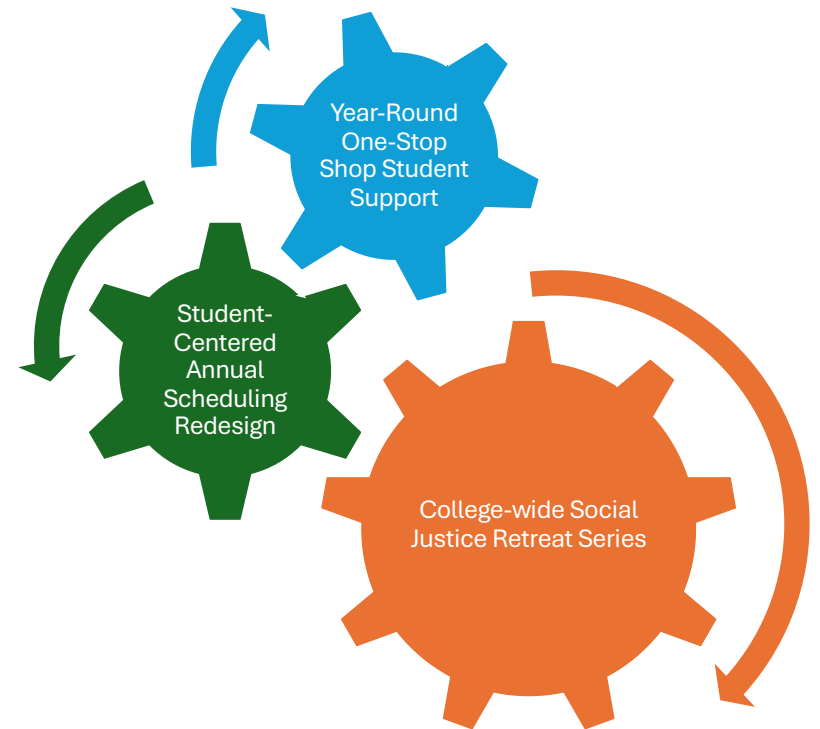 Year-Round
One-Stop
Shop Student
Support
Student-
Centered
Annual
Scheduling
Redesign
College-wide Social
Justice Retreat Series